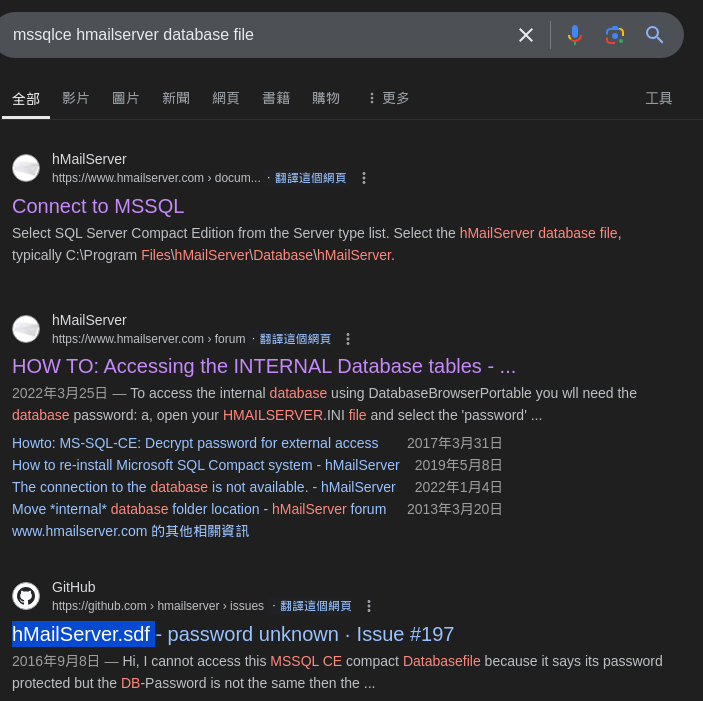 mssqlce hmailserver database file
全部 影片 圖片 新聞 網頁 書籍 購物 更多 工具
hMailServer
https://www.hmailserver.com › docum... · 翻譯這個網頁
Connect to MSSQL
Select SQL Server Compact Edition from the Server type list. Select the hMailServer database file,
typically C:\Program Files\hMailServer\Database\hMailServer.
hMailServer
https://www.hmailserver.com › forum · 翻譯這個網頁
HOW TO: Accessing the INTERNAL Database tables - ...
2022年3月25日 — To access the internal database using DatabaseBrowserPortable you wll need the
database password: a, open your HMAILSERVER.INI file and select the 'password' ...
Howto: MS-SQL-CE: Decrypt password for external access 2017年3月31日
How to re-install Microsoft SQL Compact system - hMailServer 2019年5月8日
The connection to the database is not available. - hMailServer 2022年1月4日
Move *internal* database folder location - hMailServer forum 2013年3月20日
www.hmailserver.com 的其他相關資訊
GitHub
https://github.com › hmailserver › issues · 翻譯這個網頁
hMailServer.sdf - password unknown · Issue #197
2016年9月8日 — Hi, I cannot access this MSSQL CE compact Databasefile because it says its password
protected but the DB-Password is not the same then the ...